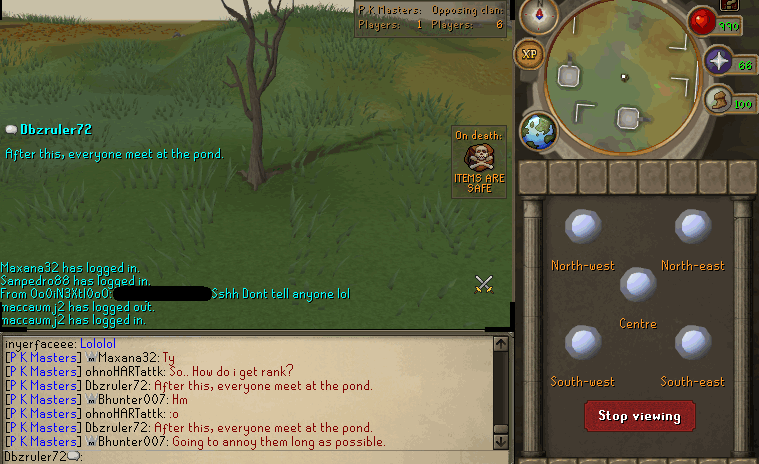 P K Masters: Opposing clan:
Players: 1 Players: 6
990
XP
66
100
Dbzruler72
After this, everyone meet at the pond.
On death:
ITEMS ARE
SAFE
Maxana32 has logged in.
Sanpedro88 has logged in.
Sshh Dont tell anyone lol
maccaumj2 has logged out.
maccaumj2 has logged in.
North-west North-east
Centre
South-west South-east
Stop viewing
inyerfaceee: Lololol
[P K Masters] Maxana32: Ty
[P K Masters] ohnoHARTattk: So.. How do i get rank?
[P K Masters] Dbzruler72: After this, everyone meet at the pond.
[P K Masters] Bhunter007: Hm
[P K Masters] ohnoHARTattk: :o
[P K Masters] Dbzruler72: After this, everyone meet at the pond.
[P K Masters] Bhunter007: Going to annoy them long as possible.
Dbzruler72: